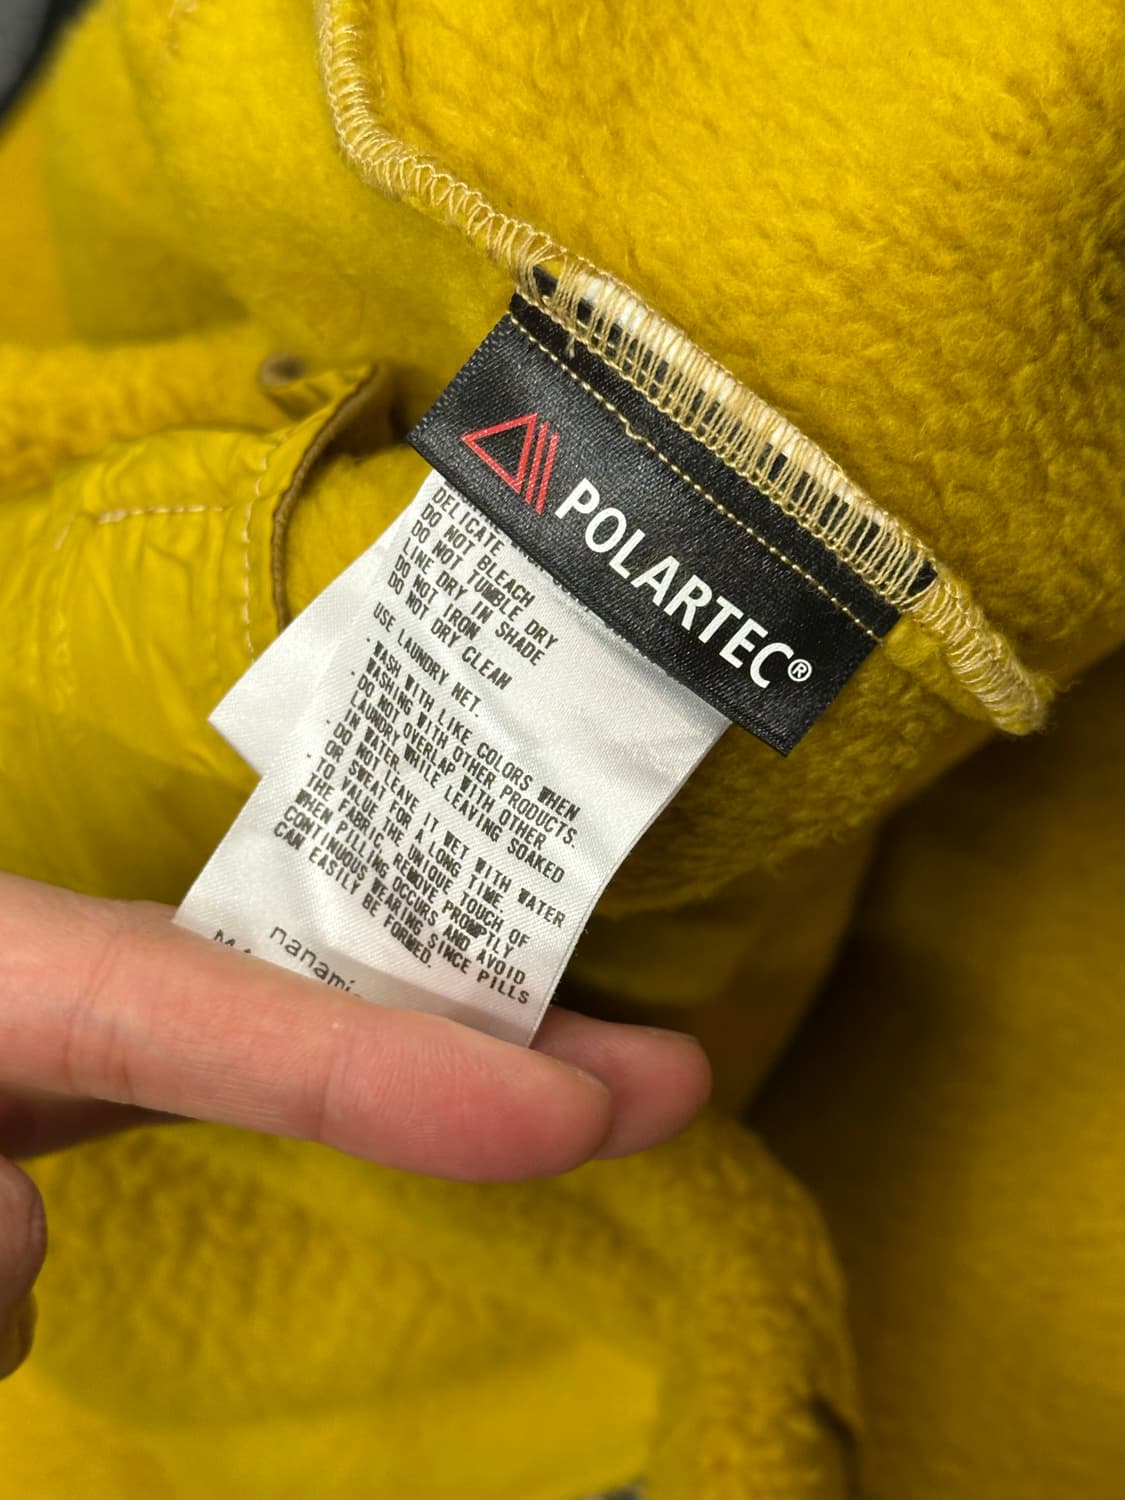 POLARTEC®
DELICATE
DO NOT BLEACH
DO NOT TUMBLE DRY
LINE DRY IN SHADE
DO NOT IRON
DO NOT DRY CLEAN
USE LAUNDRY NET.
- WASH WITH LIKE COLORS WHEN
WASHING WITH OTHER PRODUCTS.
- DO NOT OVERLAP WITH OTHER
LAUNDRY WHILE LEAVING SOAKED
IN WATER.
- DO NOT LEAVE IT WET WITH WATER
OR SWEAT FOR A LONG TIME.
- TO VALUE THE UNIQUE TOUCH OF
THE FABRIC, REMOVE PROMPTLY
WHEN PILLING OCCURS AND AVOID
CONTINUOUS WEARING SINCE PILLS
CAN EASILY BE FORMED.
nanami